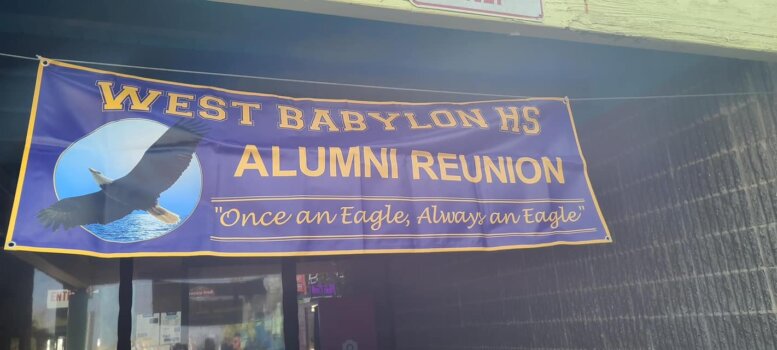 WEST BABYLON HS
ALUMNI REUNION
"Once an Eagle, Always an Eagle"